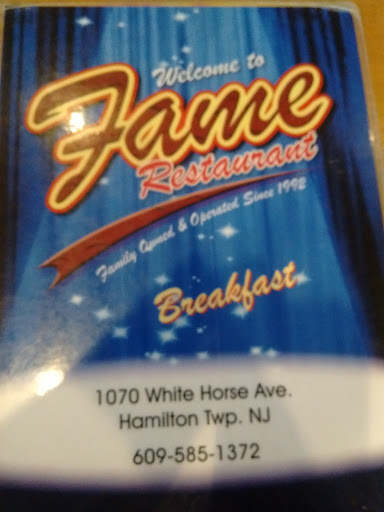 Welcome to
Fame
Restaurant
Family Owned & Operated Since 1992
Breakfast
1070 White Horse Ave.
Hamilton Twp. NJ
609-585-1372